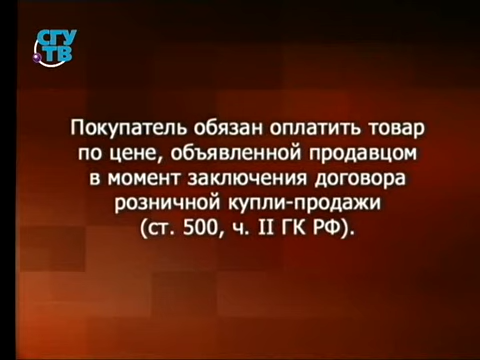 СГУ
ТВ
Покупатель обязан оплатить товар
по цене, объявленной продавцом
в момент заключения договора
розничной купли-продажи
(ст. 500, ч. II ГК РФ).